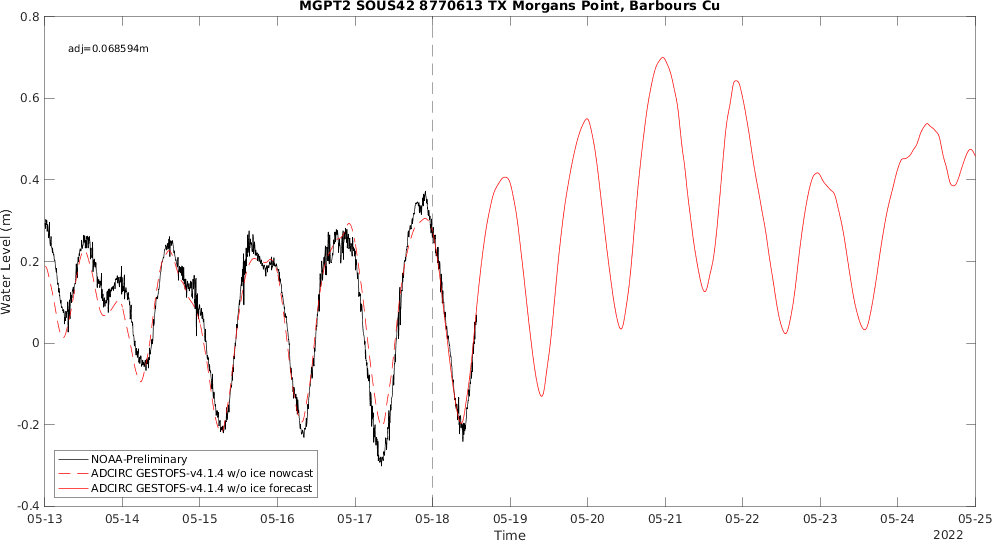 MGPT2 SOUS42 8770613 TX Morgans Point, Barbours Cu
adj=0.068594m
0.8
0.6
0.4
0.2
0
-0.2
-0.4
Water Level (m)
NOAA-Preliminary
ADCIRC GESTOFS-v4.1.4 w/o ice nowcast
ADCIRC GESTOFS-v4.1.4 w/o ice forecast
05-13 05-14 05-15 05-16 05-17 05-18 05-19 05-20 05-21 05-22 05-23 05-24 05-25
Time
2022